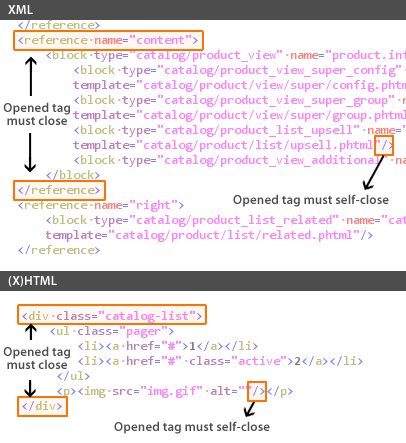 XML
</reference>
<reference name="content">
<block type="catalog/product_view" name="product.inf
<block type="catalog/product_view_super_config"
template="catalog/product/view/super/config.phtm
<block type="catalog/product_view_super_group" n
template="catalog/product/view/super/group.phtml
<block type="catalog/product_list_upsell" name="
template="catalog/product/list/upsell.phtml"/>
<block type="catalog/product_view_additional" na
</block>
</reference>
<reference name="right">
<block type="catalog/product_list_related" name="cat
template="catalog/product/list/related.phtml"/>
</reference>
Opened tag
must close
Opened tag must self-close
(X)HTML
<div class="catalog-list">
<ul class="pager">
<li><a href="#">1</a></li>
<li><a href="#" class="active">2</a></li>
</ul>
<p><img src="img.gif" alt=""/></p>
</div>
Opened tag
must close
Opened tag must self-close